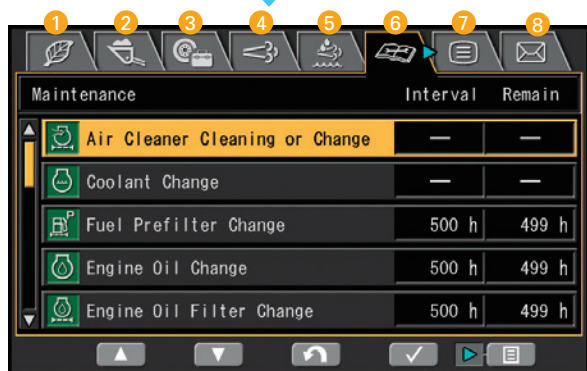 1 2 3 4 5 6 7 8
Maintenance Interval Remain
Air Cleaner Cleaning or Change — —
Coolant Change — —
P Fuel Prefilter Change 500 h 499 h
Engine Oil Change 500 h 499 h
Engine Oil Filter Change 500 h 499 h